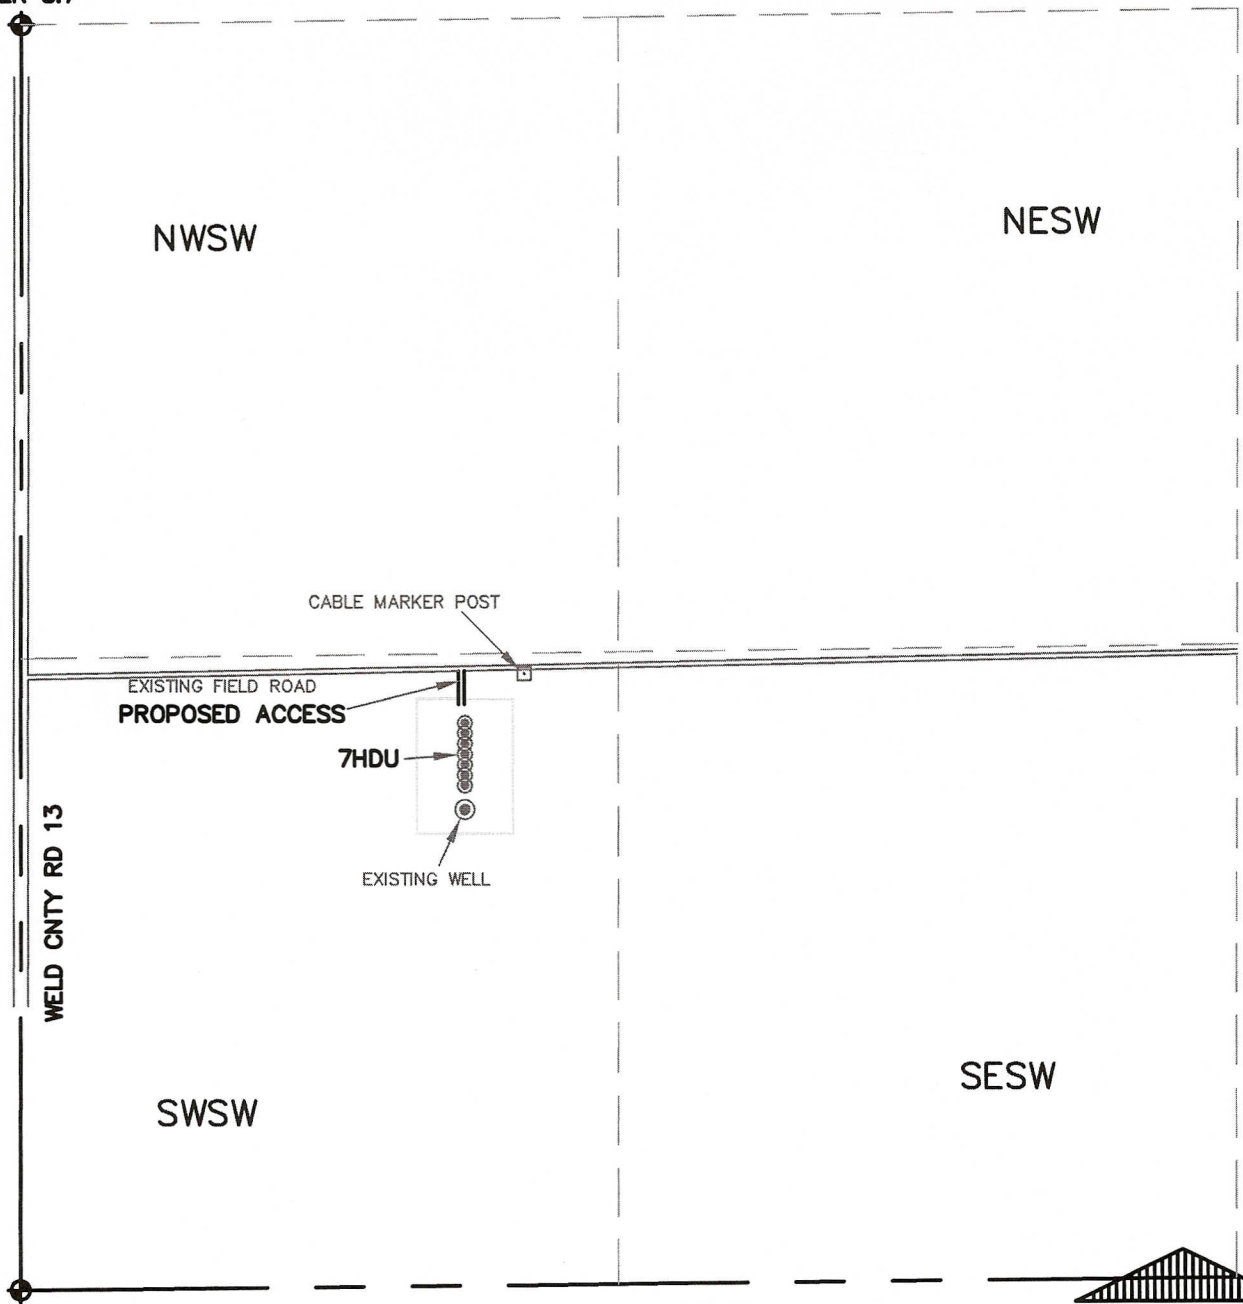 NWSW
NESW
CABLE MARKER POST
EXISTING FIELD ROAD
PROPOSED ACCESS
7HDU
EXISTING WELL
WELD CNTY RD 13
SWSW
SESW